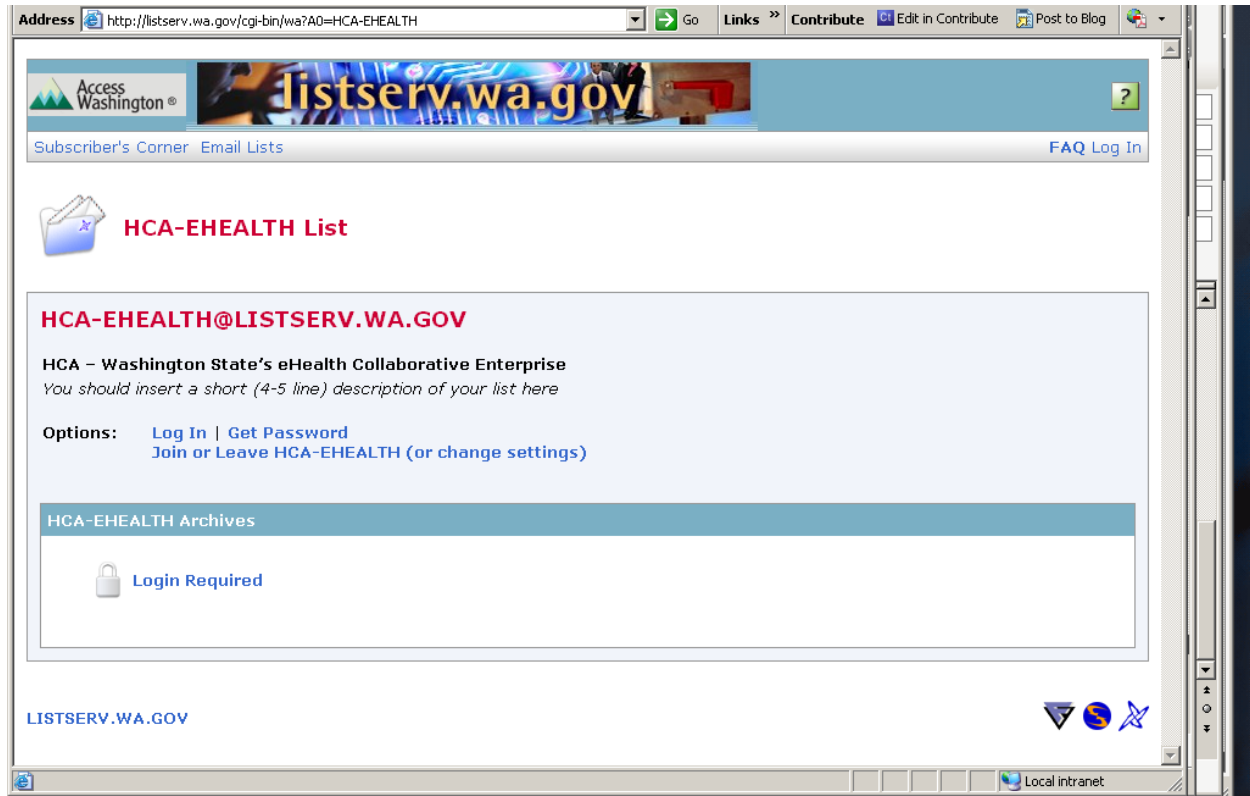 Address http://listserv.wa.gov/cgi-bin/wa?A0=HCA-EHEALTH Go Links » Contribute Edit in Contribute Post to Blog
Access Washington ® listserv.wa.gov ?
Subscriber's Corner Email Lists FAQ Log In
HCA-EHEALTH List
HCA-EHEALTH@LISTSERV.WA.GOV
HCA – Washington State's eHealth Collaborative Enterprise
You should insert a short (4-5 line) description of your list here
Options: Log In | Get Password
Join or Leave HCA-EHEALTH (or change settings)
HCA-EHEALTH Archives
Login Required
LISTSERV.WA.GOV
Local intranet